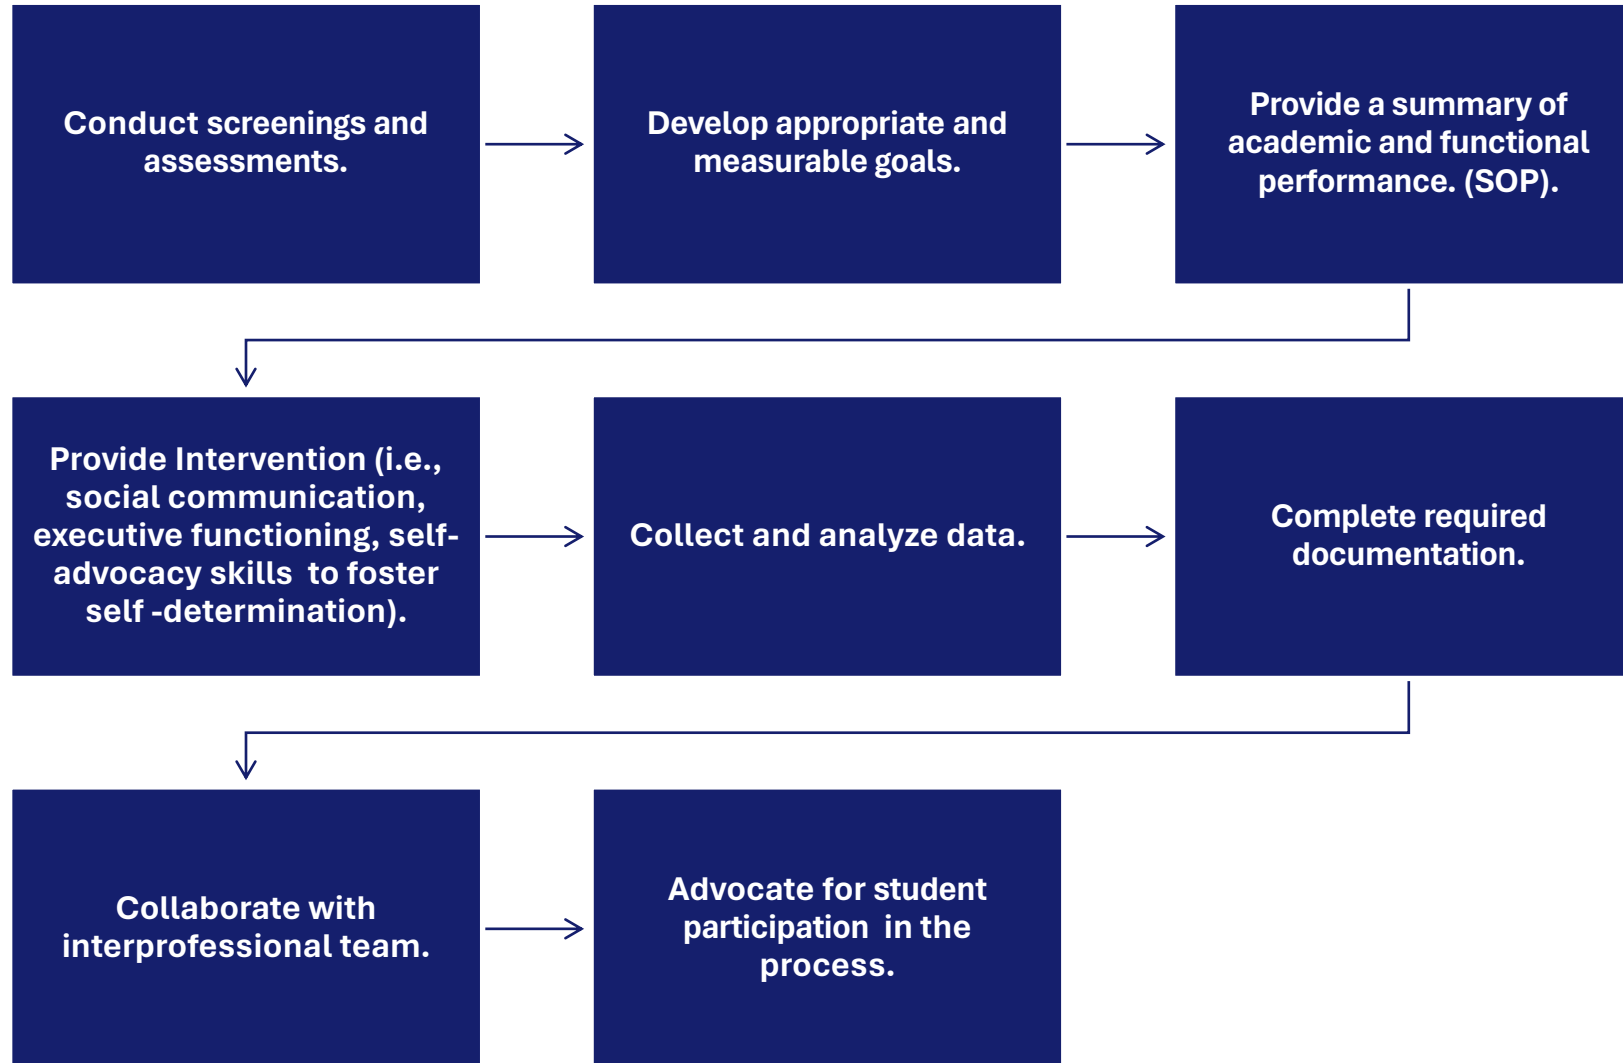 Conduct screenings and
assessments.
Develop appropriate and
measurable goals.
Provide a summary of
academic and functional
performance. (SOP).
Provide Intervention (i.e.,
social communication,
executive functioning, self-
advocacy skills  to foster
self -determination).
Collect and analyze data.
Complete required
documentation.
Collaborate with
interprofessional team.
Advocate for student
participation  in the
process.